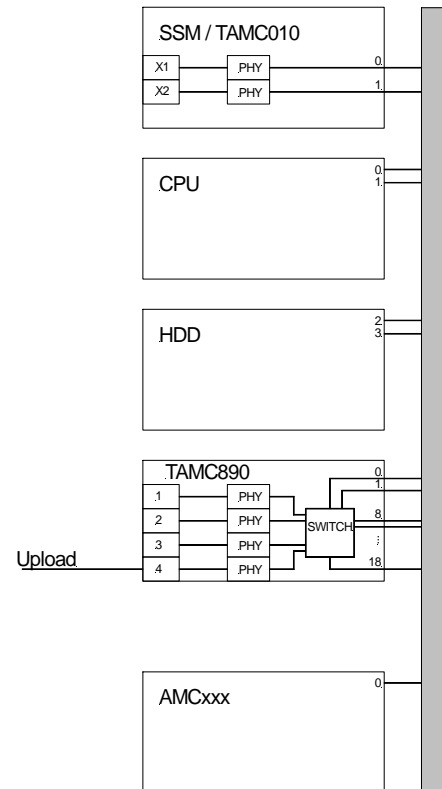 SSM / TAMC010
X1 PHY 0
X2 PHY 1
CPU
0
1
HDD
2
3
TAMC890
0
1
1 PHY
2 PHY SWITCH 8
3 PHY ...
4 PHY 18
Upload
AMCxxx
0